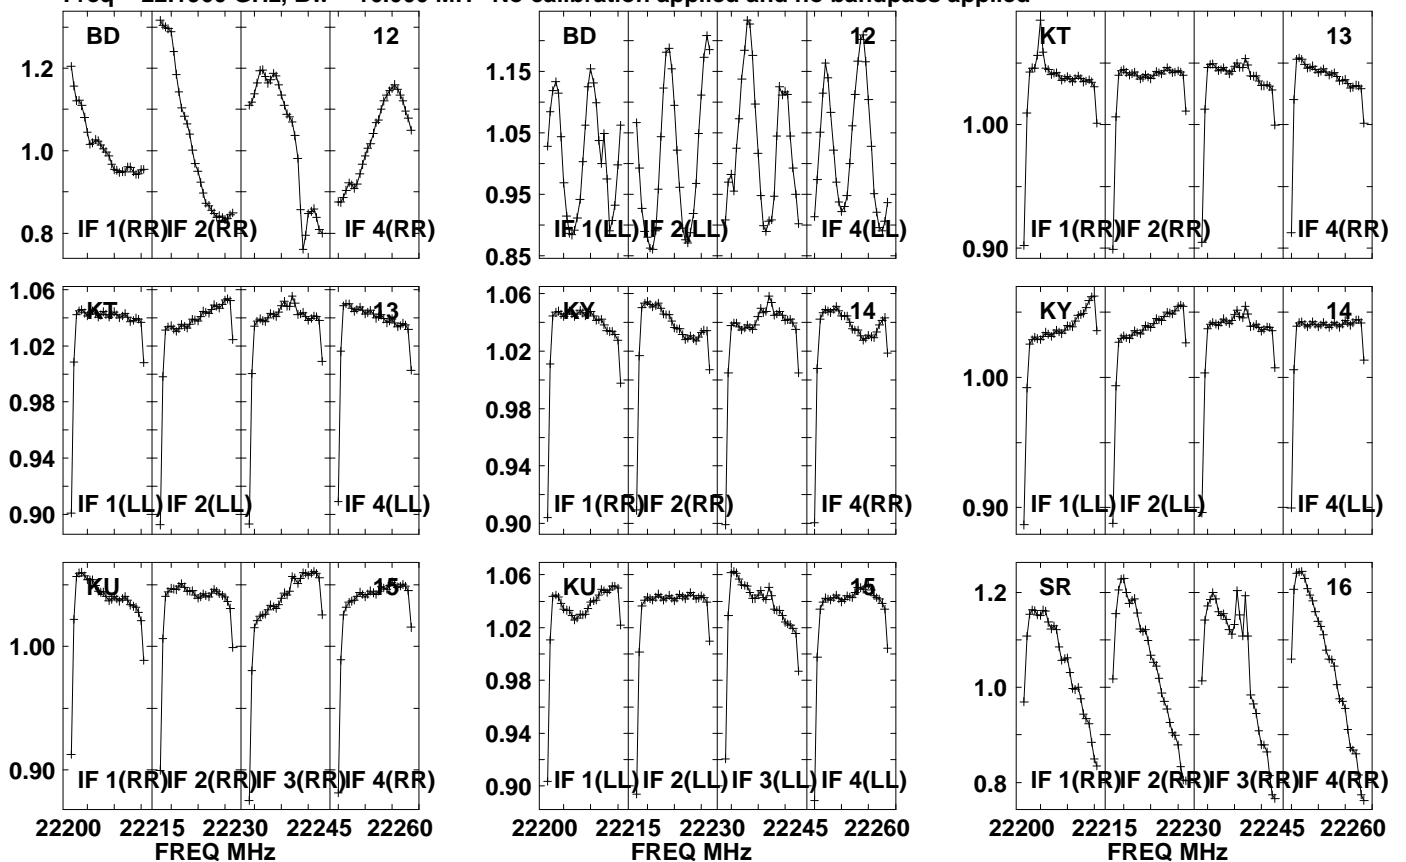 No calibration applied and no bandpass applied
BD 12
1.2
1.0
0.8
IF 1(RR) IF 2(RR) IF 4(RR)
BD 12
1.15
1.05
0.95
0.85
IF 1(LL) IF 2(LL) IF 4(LL)
KT 13
1.00
0.90
IF 1(RR) IF 2(RR) IF 4(RR)
KT 13
1.06
1.02
0.98
0.94
0.90
IF 1(LL) IF 2(LL) IF 4(LL)
KY 14
1.06
1.02
0.98
0.94
0.90
IF 1(RR) IF 2(RR) IF 4(RR)
KY 14
1.00
0.90
IF 1(LL) IF 2(LL) IF 4(LL)
KU 15
1.00
0.90
IF 1(RR) IF 2(RR) IF 3(RR) IF 4(RR)
22200 22215 22230 22245 22260
FREQ MHz
KU 15
1.06
1.02
0.98
0.94
0.90
IF 1(LL) IF 2(LL) IF 3(LL) IF 4(LL)
22200 22215 22230 22245 22260
FREQ MHz
SR 16
1.2
1.0
0.8
IF 1(RR) IF 2(RR) IF 3(RR) IF 4(RR)
22200 22215 22230 22245 22260
FREQ MHz